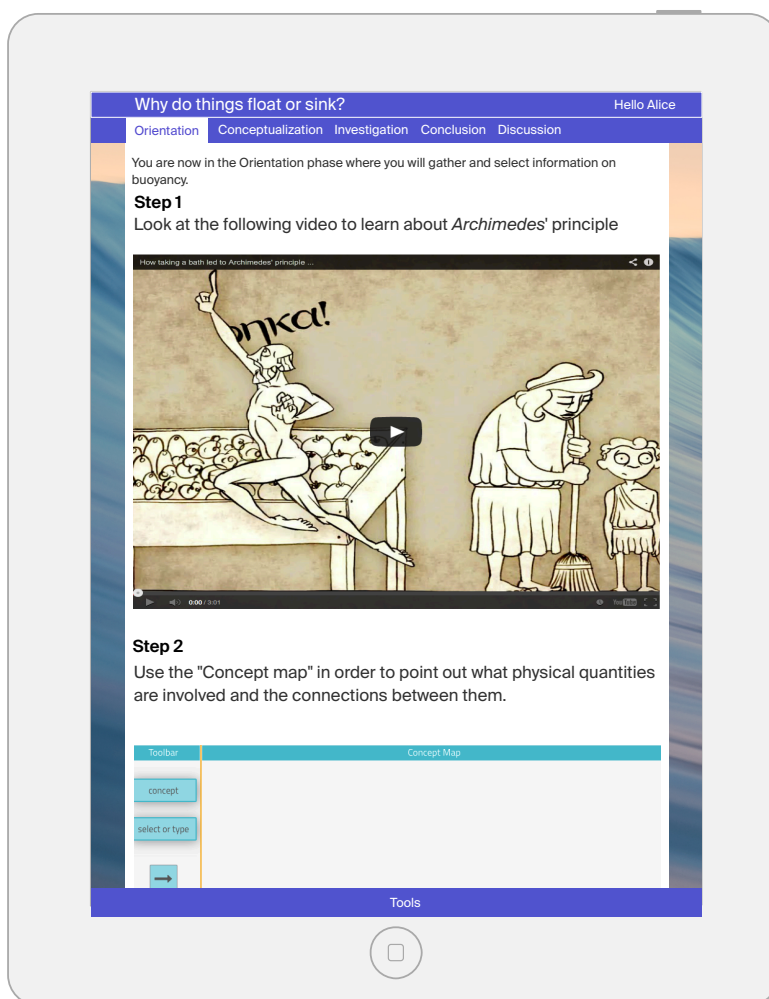 Why do things float or sink?
Hello Alice
Orientation Conceptualization Investigation Conclusion Discussion
You are now in the Orientation phase where you will gather and select information on
buoyancy.
Step 1
Look at the following video to learn about Archimedes' principle
How taking a bath led to Archimedes' principle ...
ρηκα!
0:00 / 3:01
YouTube
Step 2
Use the "Concept map" in order to point out what physical quantities
are involved and the connections between them.
Toolbar
Concept Map
concept
select or type
Tools